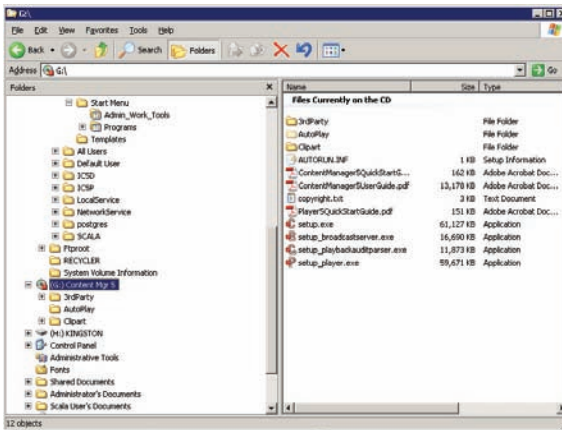 G:\
File Edit View Favorites Tools Help
Back Search Folders
Address G:\ Go
Folders
Start Menu
Admin_Work_Tools
Programs
Templates
All Users
Default User
ICSD
ICSP
LocalService
NetworkService
postgres
SCALA
Ftproot
RECYCLER
System Volume Information
(G:) Content Mgr 5
3rdParty
AutoPlay
Clipart
(H:) KINGSTON
Control Panel
Administrative Tools
Fonts
Shared Documents
Administrator's Documents
Scala User's Documents
Name Size Type
Files Currently on the CD
3rdParty File Folder
AutoPlay File Folder
Clipart File Folder
AUTORUN.INF 1 KB Setup Information
ContentManager5QuickStartG... 162 KB Adobe Acrobat Doc...
ContentManager5UserGuide.pdf 13,178 KB Adobe Acrobat Doc...
copyright.txt 3 KB Text Document
Player5QuickStartGuide.pdf 151 KB Adobe Acrobat Doc...
setup.exe 61,127 KB Application
setup_broadcastserver.exe 16,690 KB Application
setup_playbackauditparser.exe 11,873 KB Application
setup_player.exe 59,671 KB Application
12 objects